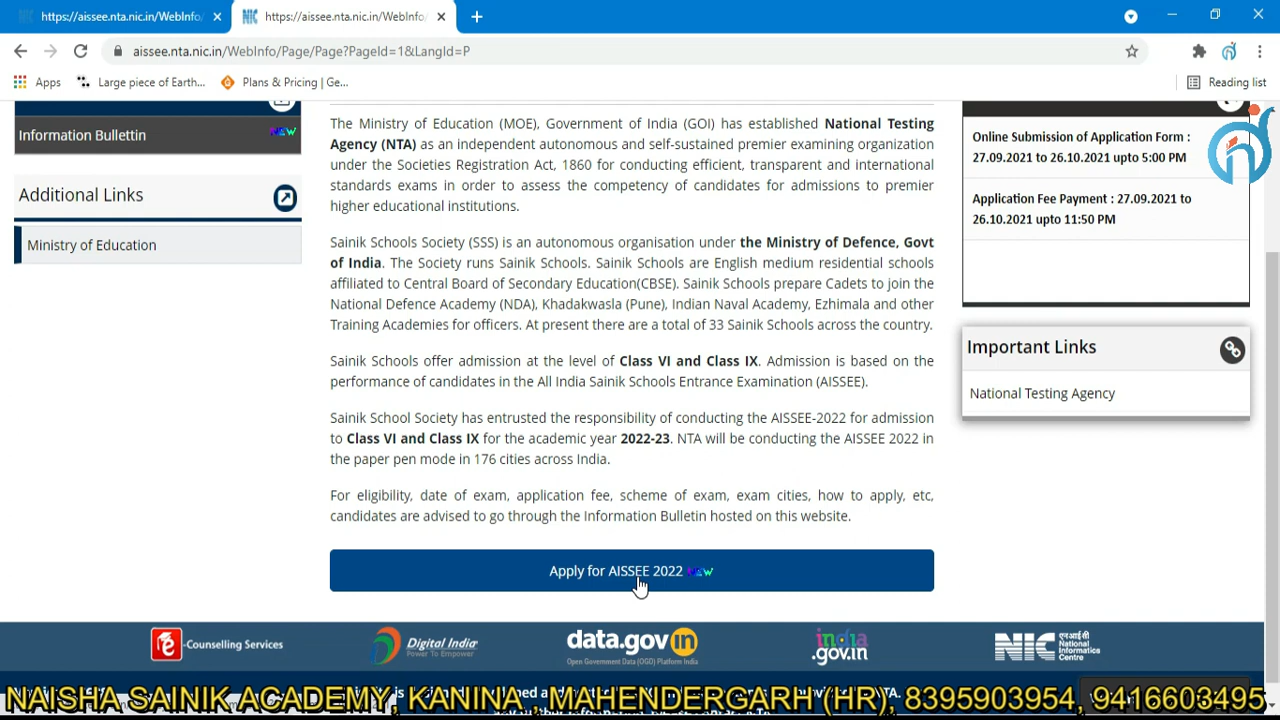 https://aissee.nta.nic.in/WebInfo/
https://aissee.nta.nic.in/WebInfo/
aissee.nta.nic.in/WebInfo/Page/Page?PageId=1&LangId=P
Apps
Large piece of Earth...
Plans & Pricing | Ge...
Reading list
Information Bullettin NEW
Additional Links
Ministry of Education
The Ministry of Education (MOE), Government of India (GOI) has established National Testing
Agency (NTA) as an independent autonomous and self-sustained premier examining organization
under the Societies Registration Act, 1860 for conducting efficient, transparent and international
standards exams in order to assess the competency of candidates for admissions to premier
higher educational institutions.
Sainik Schools Society (SSS) is an autonomous organisation under the Ministry of Defence, Govt
of India. The Society runs Sainik Schools. Sainik Schools are English medium residential schools
affiliated to Central Board of Secondary Education(CBSE). Sainik Schools prepare Cadets to join the
National Defence Academy (NDA), Khadakwasla (Pune), Indian Naval Academy, Ezhimala and other
Training Academies for officers. At present there are a total of 33 Sainik Schools across the country.
Sainik Schools offer admission at the level of Class VI and Class IX. Admission is based on the
performance of candidates in the All India Sainik Schools Entrance Examination (AISSEE).
Sainik School Society has entrusted the responsibility of conducting the AISSEE-2022 for admission
to Class VI and Class IX for the academic year 2022-23. NTA will be conducting the AISSEE 2022 in
the paper pen mode in 176 cities across India.
For eligibility, date of exam, application fee, scheme of exam, exam cities, how to apply, etc,
candidates are advised to go through the Information Bulletin hosted on this website.
Apply for AISSEE 2022 NEW
Online Submission of Application Form :
27.09.2021 to 26.10.2021 upto 5:00 PM
Application Fee Payment : 27.09.2021 to
26.10.2021 upto 11:50 PM
Important Links
National Testing Agency
e-Counselling Services
Digital India
Power To Empower
data.gov in
Open Government Data (OGD) Platform India
india
.gov.in
NIC
एनआईसी
National
Informatics
Centre
NAISHA SAINIK ACADEMY, KANINA , MAHENDERGARH (HR), 8395903954, 9416603495